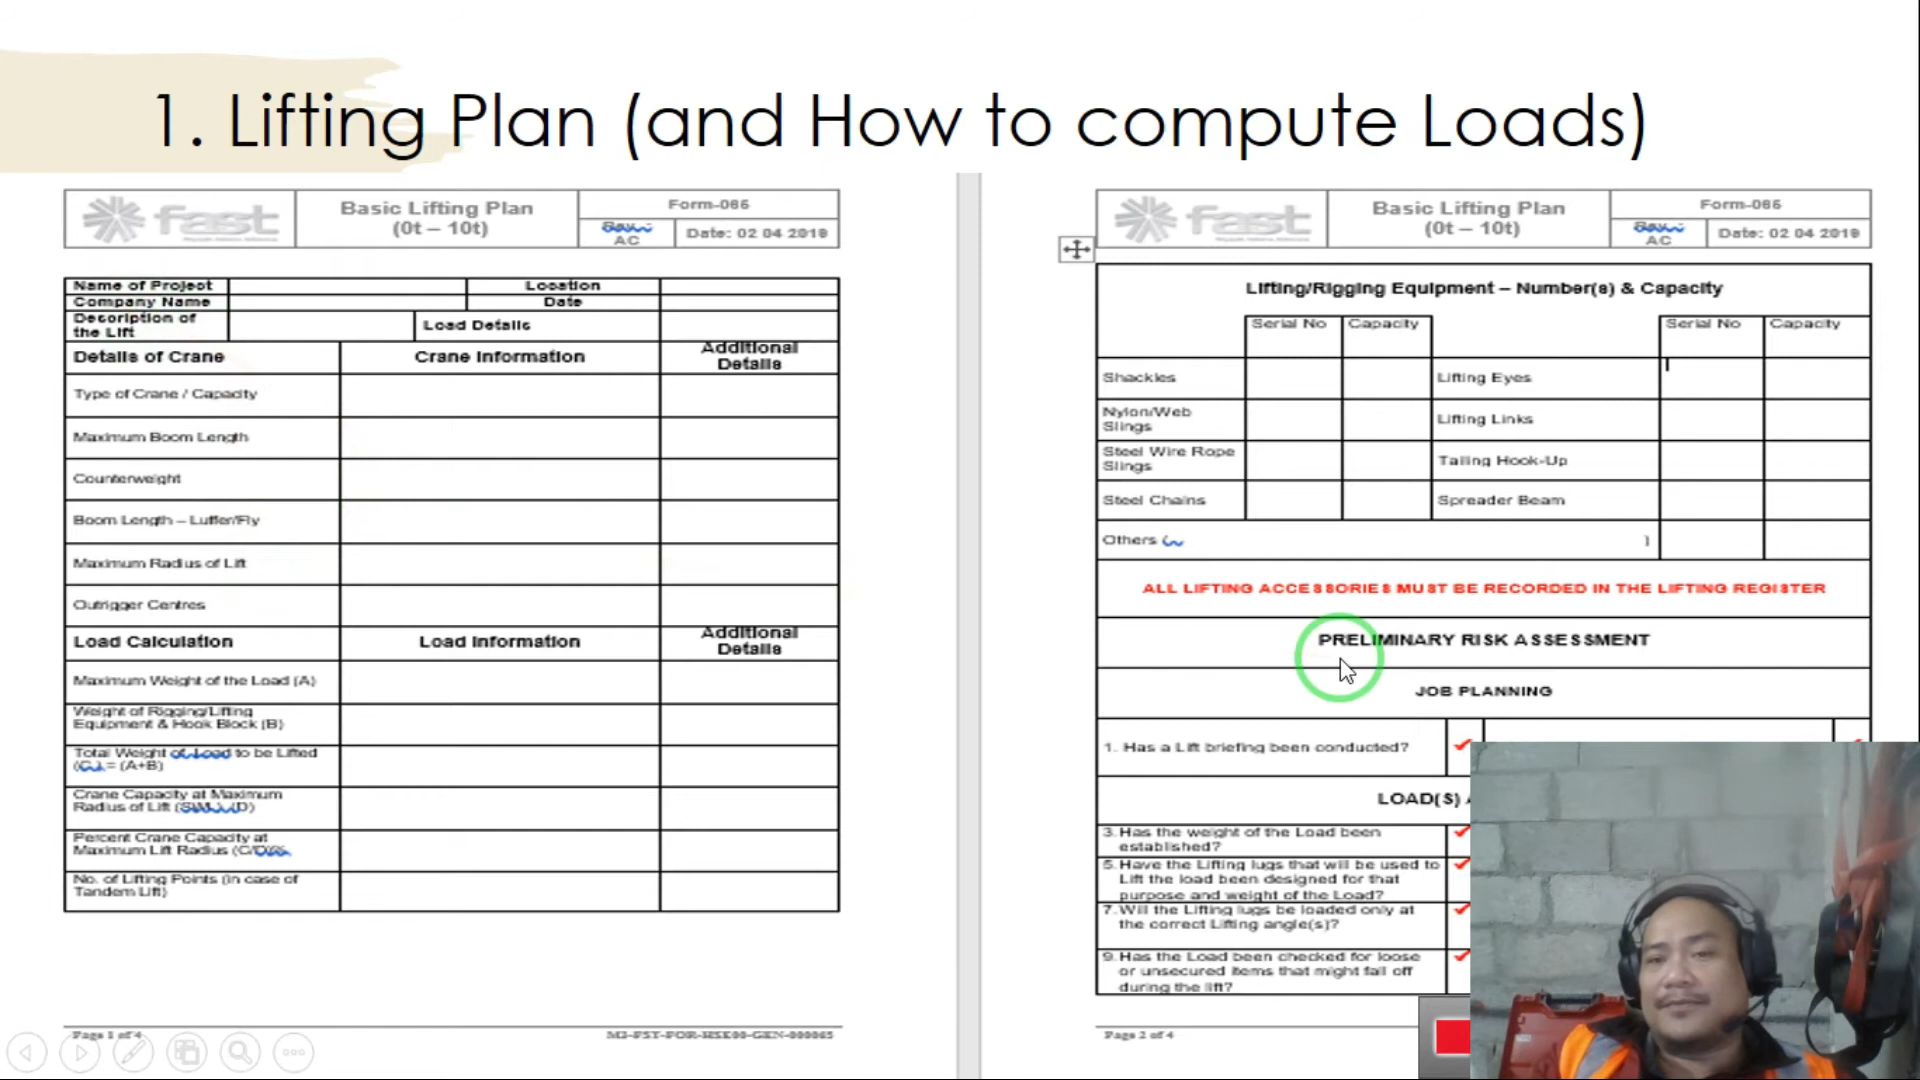 1. Lifting Plan (and How to compute Loads)
fast
Basic Lifting Plan
(0t – 10t)
Form-065
AC
Date: 02 04 2019
Name of Project
Location
Company Name
Date
Description of
the Lift
Load Details
Details of Crane
Crane Information
Additional
Details
Type of Crane / Capacity
Maximum Boom Length
Counterweight
Boom Length – Luffer/Fly
Maximum Radius of Lift
Outrigger Centres
Load Calculation
Load Information
Additional
Details
Maximum Weight of the Load (A)
Weight of Rigging/Lifting
Equipment & Hook Block (B)
Total Weight of Load to be Lifted
(C) = (A+B)
Crane Capacity at Maximum
Radius of Lift (SWL) (D)
Percent Crane Capacity at
Maximum Lift Radius (C/D)%
No. of Lifting Points (in case of
Tandem Lift)
Page 1 of 4
M3-FST-FOR-HSE00-GEN-000065
fast
Basic Lifting Plan
(0t – 10t)
Form-065
AC
Date: 02 04 2019
Lifting/Rigging Equipment – Number(s) & Capacity
Serial No
Capacity
Serial No
Capacity
Shackles
Lifting Eyes
Nylon/Web
Slings
Lifting Links
Steel Wire Rope
Slings
Tailing Hook-Up
Steel Chains
Spreader Beam
Others (
)
ALL LIFTING ACCESSORIES MUST BE RECORDED IN THE LIFTING REGISTER
PRELIMINARY RISK ASSESSMENT
JOB PLANNING
1. Has a Lift briefing been conducted?
LOAD(S)
3. Has the weight of the Load been
established?
5. Have the Lifting lugs that will be used to
Lift the load been designed for that
purpose and weight of the Load?
7. Will the Lifting lugs be loaded only at
the correct Lifting angle(s)?
9. Has the Load been checked for loose
or unsecured items that might fall off
during the lift?
Page 2 of 4